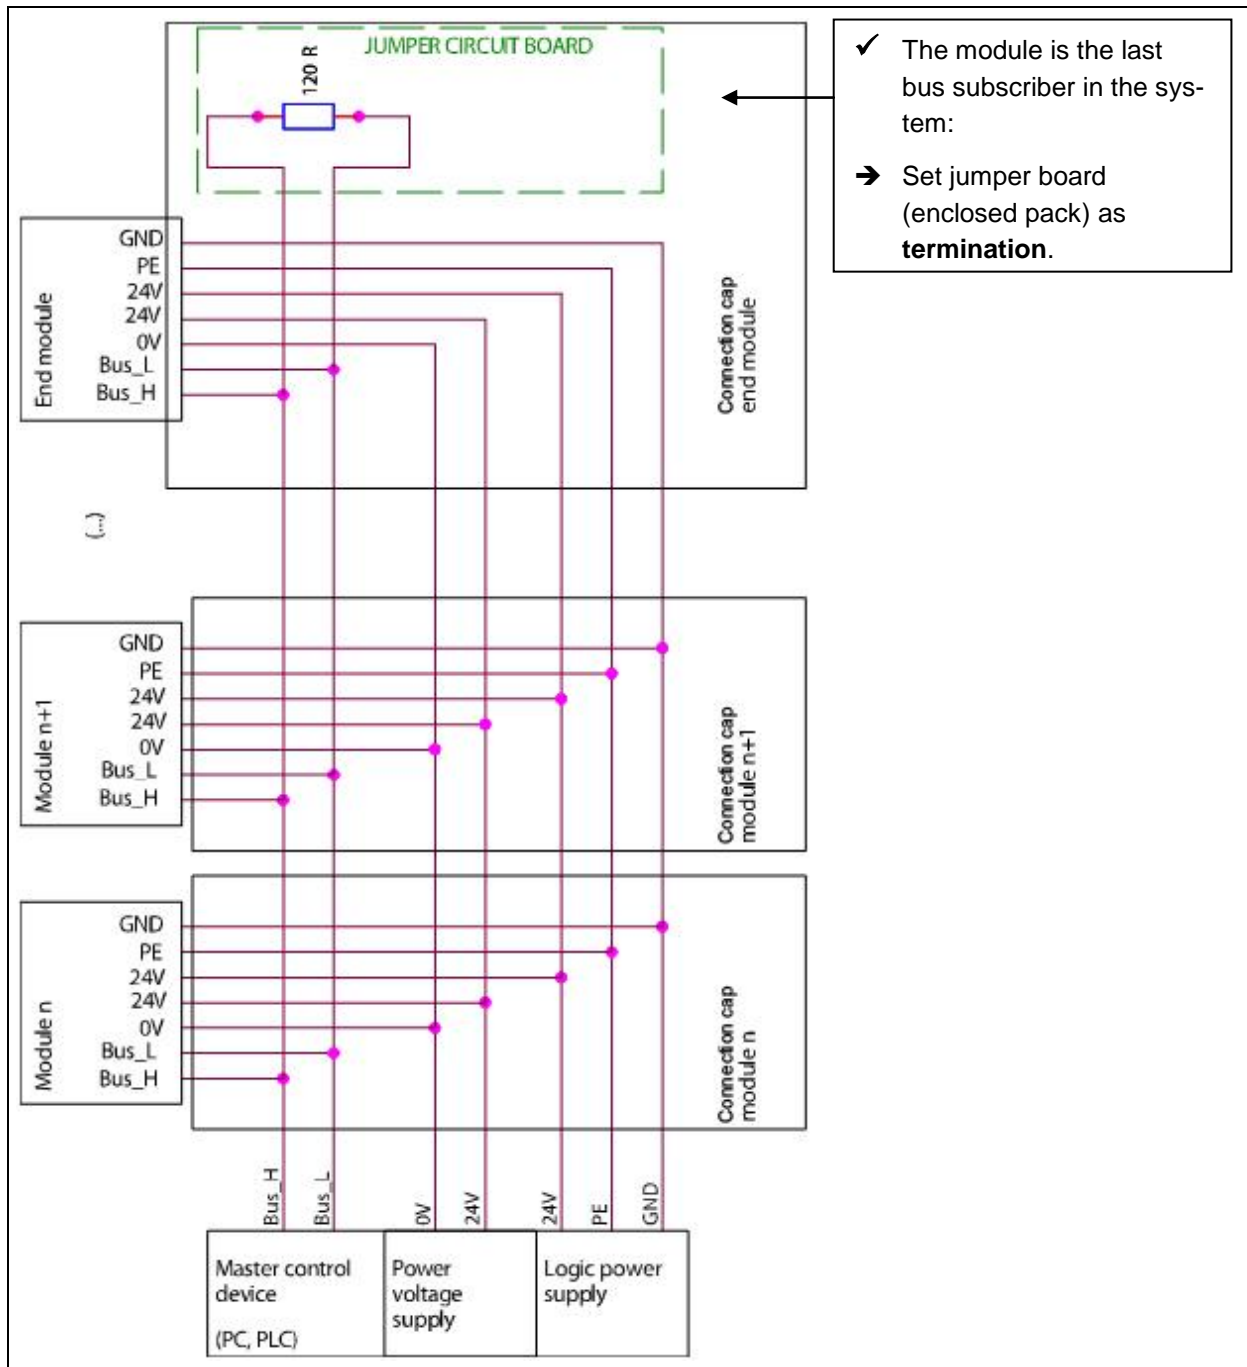 JUMPER CIRCUIT BOARD
120 R
✓ The module is the last
bus subscriber in the sys-
tem:
➔ Set jumper board
(enclosed pack) as
termination.
End module
GND
PE
24V
24V
0V
Bus_L
Bus_H
Connection cap
end module
(...)
Module n+1
GND
PE
24V
24V
0V
Bus_L
Bus_H
Connection cap
module n+1
Module n
GND
PE
24V
24V
0V
Bus_L
Bus_H
Connection cap
module n
Bus_H
Bus_L
0V
24V
24V
PE
GND
Master control
device
(PC, PLC)
Power
voltage
supply
Logic power
supply